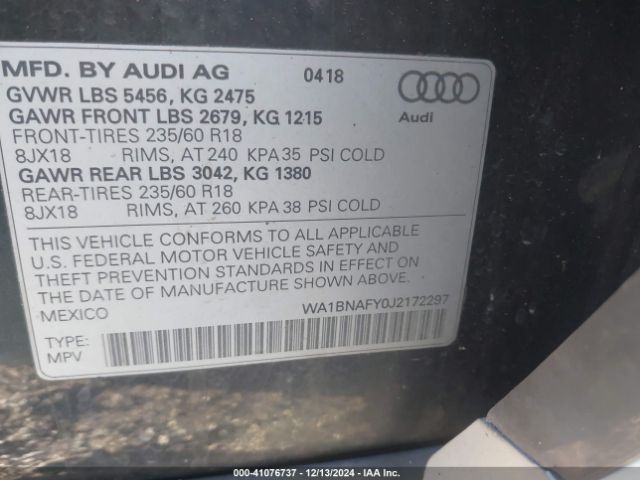 MFD. BY AUDI AG 0418
GVWR LBS 5456, KG 2475
GAWR FRONT LBS 2679, KG 1215
Audi
FRONT-TIRES 235/60 R18
8JX18 RIMS, AT 240 KPA 35 PSI COLD
GAWR REAR LBS 3042, KG 1380
REAR-TIRES 235/60 R18
8JX18 RIMS, AT 260 KPA 38 PSI COLD
THIS VEHICLE CONFORMS TO ALL APPLICABLE
U.S. FEDERAL MOTOR VEHICLE SAFETY AND
THEFT PREVENTION STANDARDS IN EFFECT ON
THE DATE OF MANUFACTURE SHOWN ABOVE.
MEXICO WA1BNAFY0J2172297
TYPE:
MPV
000-41076737 - 12/13/2024 - IAA Inc.